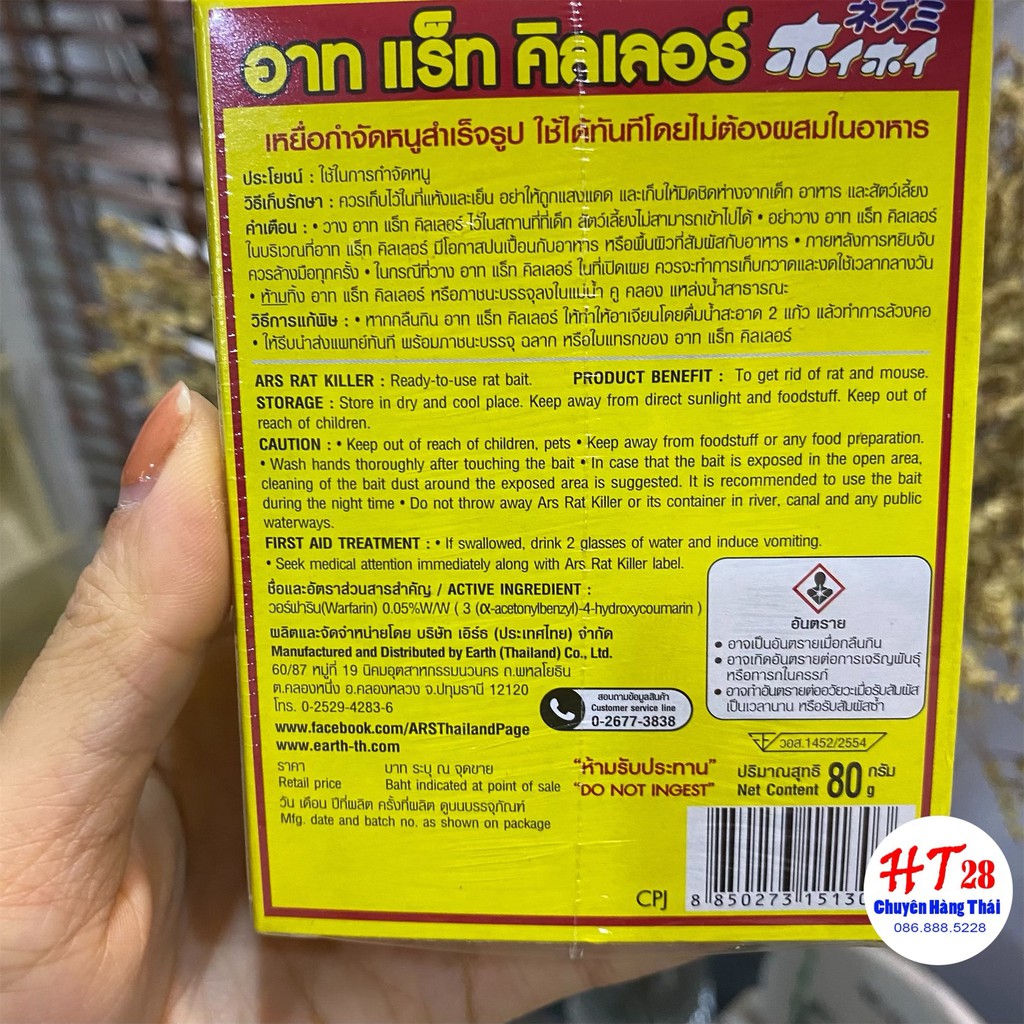 อาท แร็ท คิลเลอร์
ネズミ
ホイホイ
เหยื่อกำจัดหนูสำเร็จรูป ใช้ได้ทันทีโดยไม่ต้องผสมในอาหาร
ประโยชน์ : ใช้ในการกำจัดหนู
วิธีเก็บรักษา : ควรเก็บไว้ในที่แห้งและเย็น อย่าให้ถูกแสงแดด และเก็บให้มิดชิดห่างจากเด็ก อาหาร และสัตว์เลี้ยง
คำเตือน : • วาง อาท แร็ท คิลเลอร์ ไว้ในสถานที่ที่เด็ก สัตว์เลี้ยงไม่สามารถเข้าไปได้ • อย่าวาง อาท แร็ท คิลเลอร์
ในบริเวณที่อาท แร็ท คิลเลอร์ มีโอกาสปนเปื้อนกับอาหาร หรือพื้นผิวที่สัมผัสกับอาหาร • ภายหลังการหยิบจับ
ควรล้างมือทุกครั้ง • ในกรณีที่วาง อาท แร็ท คิลเลอร์ ในที่เปิดเผย ควรจะทำการเก็บกวาดและงดใช้เวลากลางวัน
• ห้ามทิ้ง อาท แร็ท คิลเลอร์ หรือภาชนะบรรจุลงในแม่น้ำ คู คลอง แหล่งน้ำสาธารณะ
วิธีการแก้พิษ : • หากกลืนกิน อาท แร็ท คิลเลอร์ ให้ทำให้อาเจียนโดยดื่มน้ำสะอาด 2 แก้ว แล้วทำการล้วงคอ
• ให้รีบนำส่งแพทย์ทันที พร้อมภาชนะบรรจุ ฉลาก หรือใบแทรกของ อาท แร็ท คิลเลอร์
ARS RAT KILLER : Ready-to-use rat bait. PRODUCT BENEFIT : To get rid of rat and mouse.
STORAGE : Store in dry and cool place. Keep away from direct sunlight and foodstuff. Keep out of
reach of children.
CAUTION : • Keep out of reach of children, pets • Keep away from foodstuff or any food preparation.
• Wash hands thoroughly after touching the bait • In case that the bait is exposed in the open area,
cleaning of the bait dust around the exposed area is suggested. It is recommended to use the bait
during the night time • Do not throw away Ars Rat Killer or its container in river, canal and any public
waterways.
FIRST AID TREATMENT : • If swallowed, drink 2 glasses of water and induce vomiting.
• Seek medical attention immediately along with Ars Rat Killer label.
ชื่อและอัตราส่วนสารสำคัญ / ACTIVE INGREDIENT :
วอร์ฟาริน(Warfarin) 0.05%W/W ( 3 (α-acetonylbenzyl)-4-hydroxycoumarin )
ผลิตและจัดจำหน่ายโดย บริษัท เอิร์ธ (ประเทศไทย) จำกัด
Manufactured and Distributed by Earth (Thailand) Co., Ltd.
60/87 หมู่ที่ 19 นิคมอุตสาหกรรมนวนคร ถ.พหลโยธิน
ต.คลองหนึ่ง อ.คลองหลวง จ.ปทุมธานี 12120
โทร. 0-2529-4283-6
www.facebook.com/ARSThailandPage
www.earth-th.com
สอบถามข้อมูลสินค้า
Customer service line
0-2677-3838
อันตราย
• อาจเป็นอันตรายเมื่อกลืนกิน
• อาจเกิดอันตรายต่อการเจริญพันธุ์
หรือทารกในครรภ์
• อาจทำอันตรายต่ออวัยวะเมื่อรับสัมผัส
เป็นเวลานาน หรือรับสัมผัสซ้ำ
วอส.1452/2554
ราคา บาท ระบุ ณ จุดขาย
Retail price Baht indicated at point of sale
วัน เดือน ปีที่ผลิต ครั้งที่ผลิต ดูบนบรรจุภัณฑ์
Mfg. date and batch no. as shown on package
"ห้ามรับประทาน"
"DO NOT INGEST"
ปริมาณสุทธิ 80 กรัม
Net Content g
CPJ
8 850273 15130
HT 28
Chuyên Hàng Thái
086.888.5228